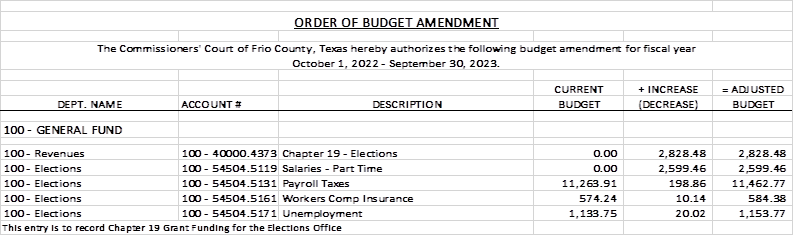 ORDER OF BUDGET AMENDMENT
The Commissioners' Court of Frio County, Texas hereby authorizes the following budget amendment for fiscal year
October 1, 2022 - September 30, 2023.
CURRENT + INCREASE = ADJUSTED
DEPT. NAME ACCOUNT # DESCRIPTION BUDGET (DECREASE) BUDGET
100 - GENERAL FUND
100 - Revenues 100 - 40000.4373 Chapter 19 - Elections 0.00 2,828.48 2,828.48
100 - Elections 100 - 54504.5119 Salaries - Part Time 0.00 2,599.46 2,599.46
100 - Elections 100 - 54504.5131 Payroll Taxes 11,263.91 198.86 11,462.77
100 - Elections 100 - 54504.5161 Workers Comp Insurance 574.24 10.14 584.38
100 - Elections 100 - 54504.5171 Unemployment 1,133.75 20.02 1,153.77
This entry is to record Chapter 19 Grant Funding for the Elections Office